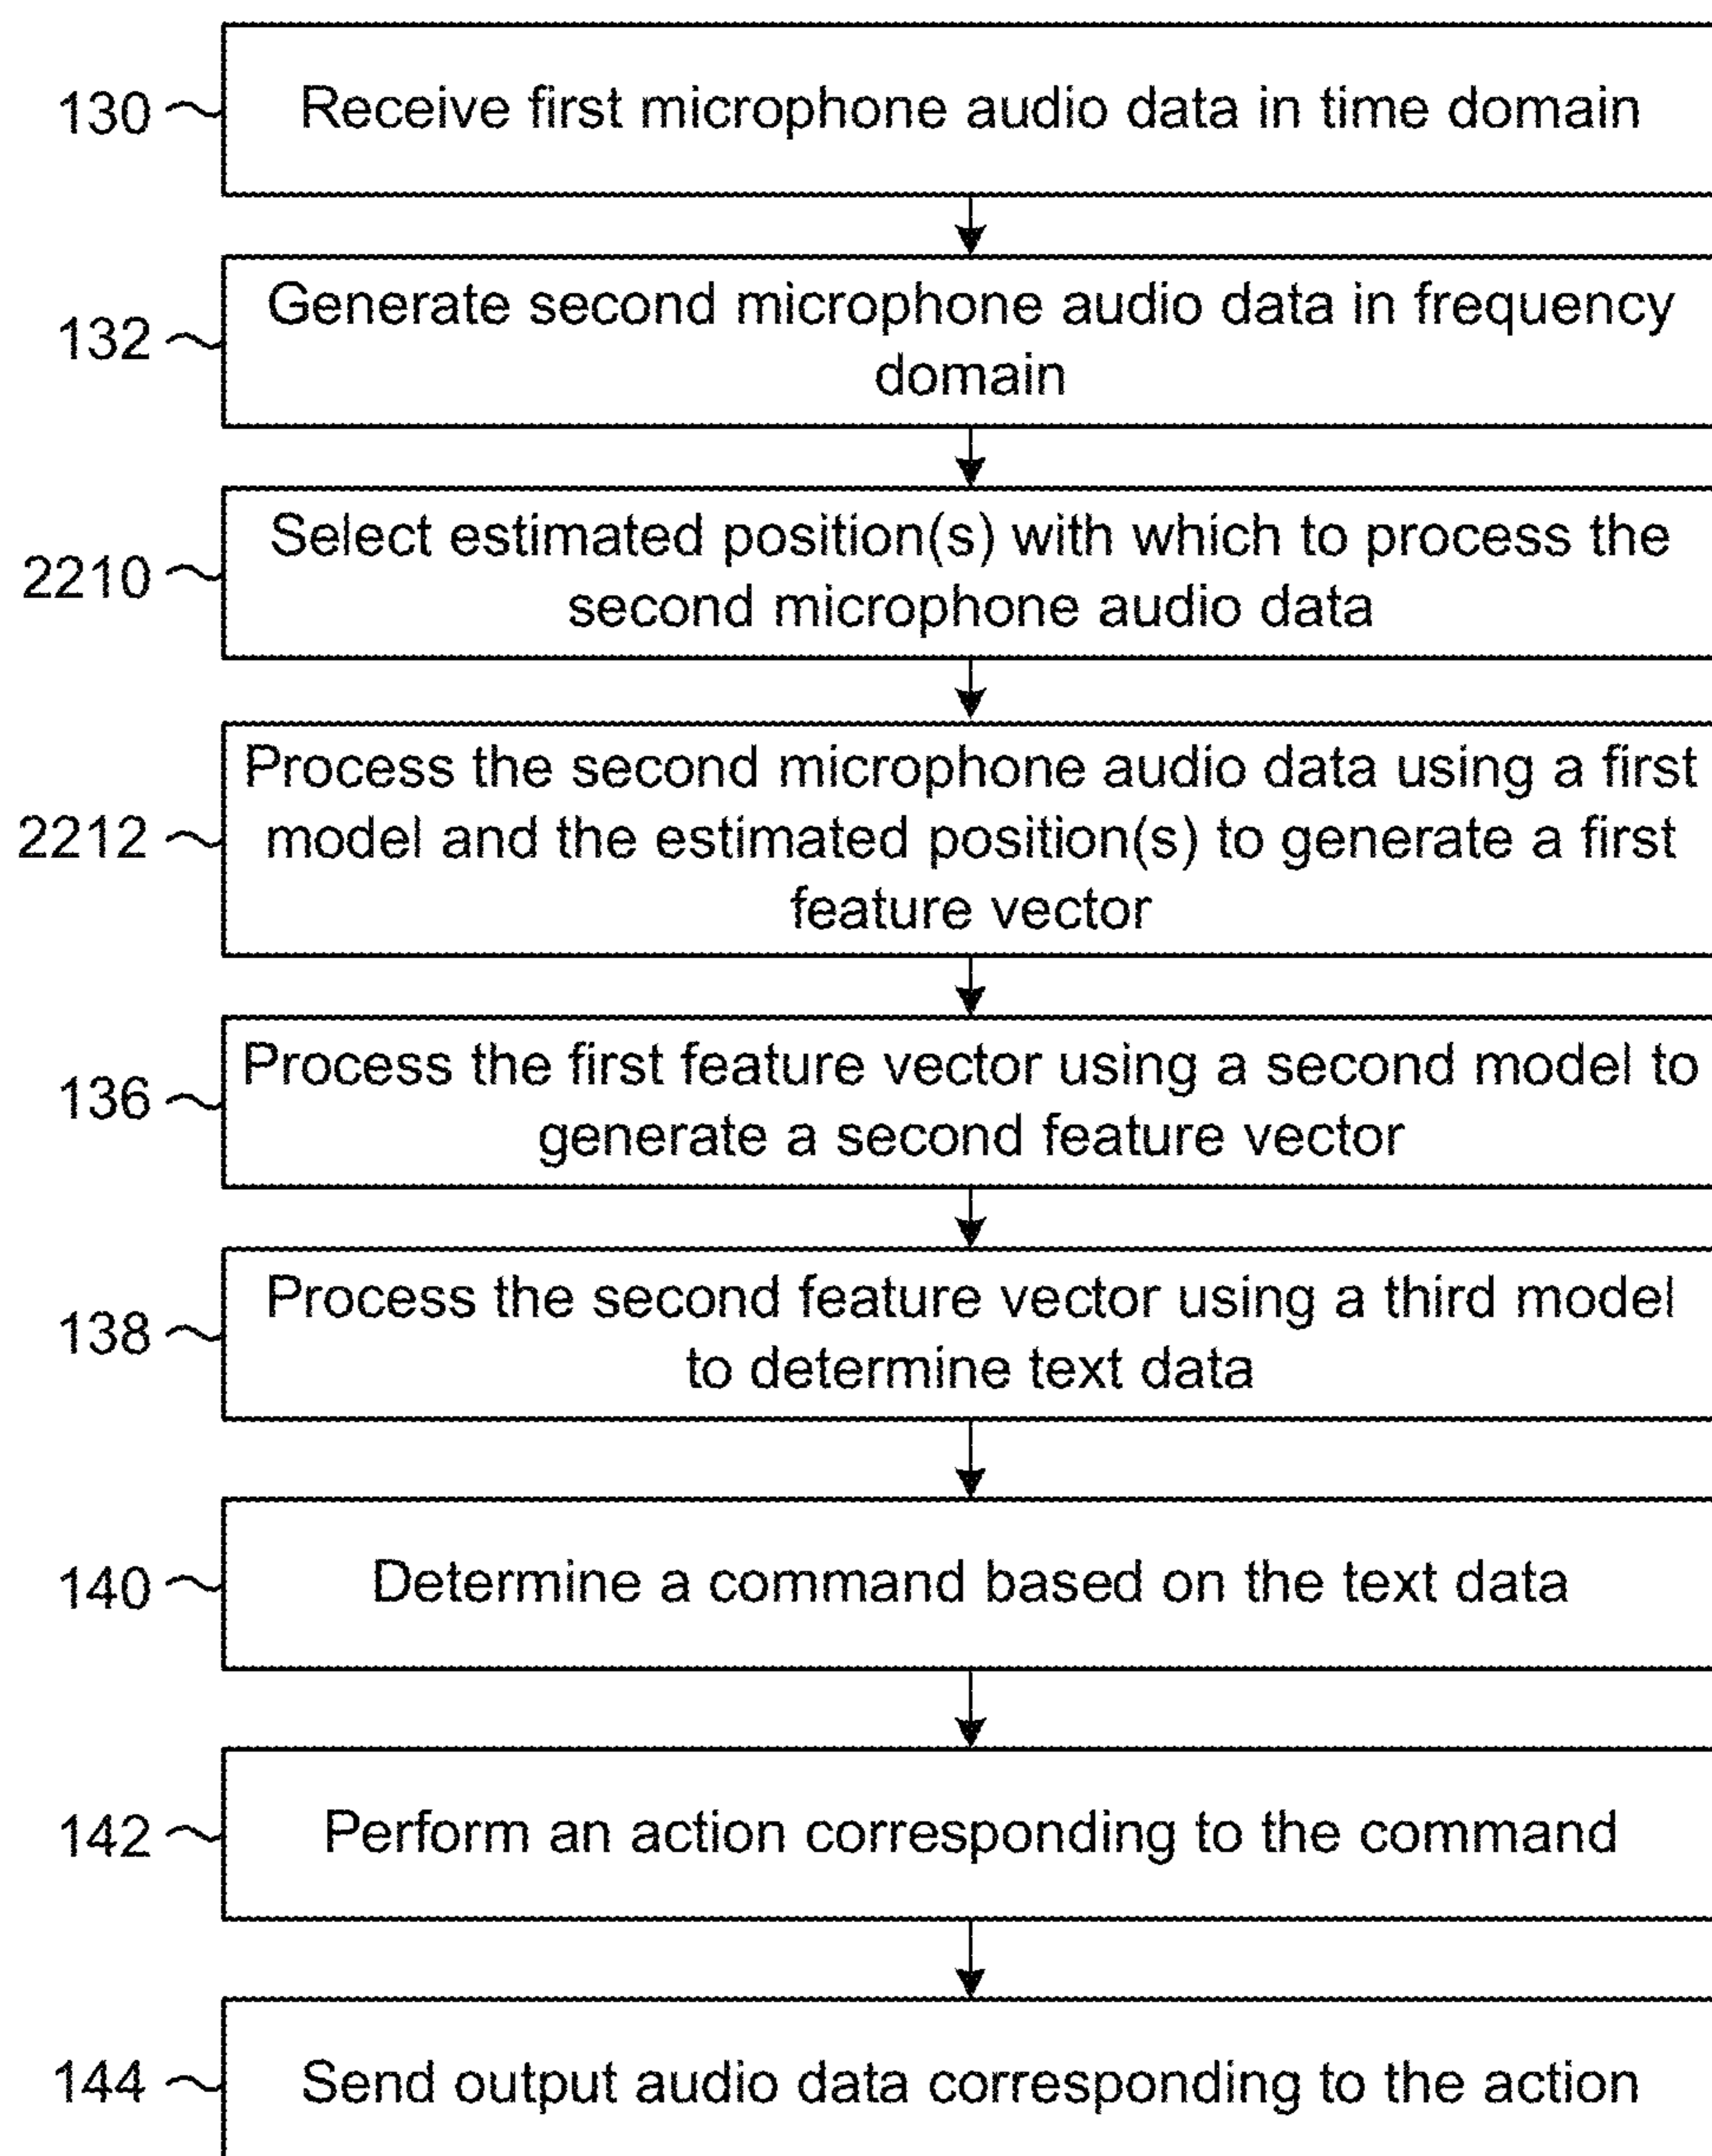 130
Receive first microphone audio data in time domain
132
Generate second microphone audio data in frequency
domain
2210
Select estimated position(s) with which to process the
second microphone audio data
2212
Process the second microphone audio data using a first
model and the estimated position(s) to generate a first
feature vector
136
Process the first feature vector using a second model to
generate a second feature vector
138
Process the second feature vector using a third model
to determine text data
140
Determine a command based on the text data
142
Perform an action corresponding to the command
144
Send output audio data corresponding to the action